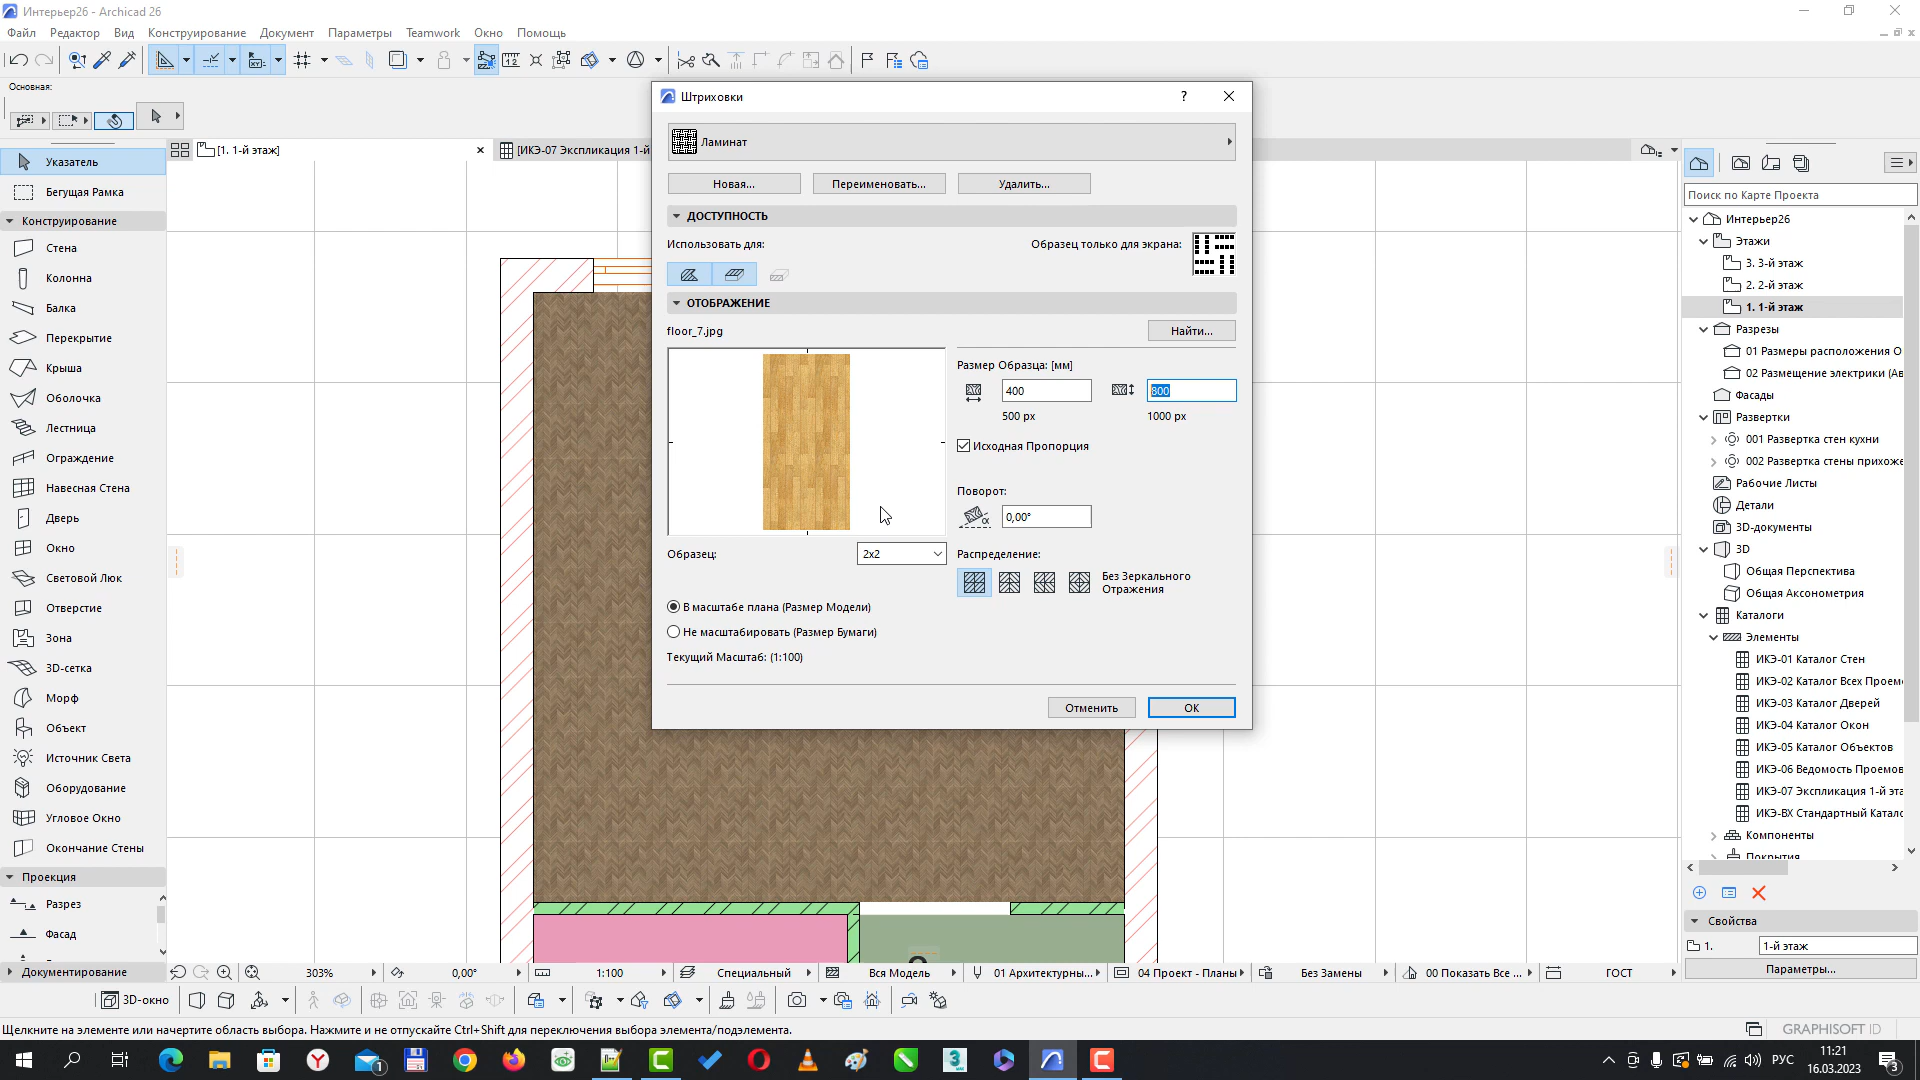 Интерьер26 - Archicad 26
Файл Редактор Вид Конструирование Документ Параметры Teamwork Окно Помощь
Основная:
[1. 1-й этаж]
[ИКЭ-07 Экспликация 1-й
Указатель
Бегущая Рамка
Конструирование
Стена
Колонна
Балка
Перекрытие
Крыша
Оболочка
Лестница
Ограждение
Навесная Стена
Дверь
Окно
Световой Люк
Отверстие
Зона
3D-сетка
Морф
Объект
Источник Света
Оборудование
Угловое Окно
Окончание Стены
Проекция
Разрез
Фасад
Документирование
Штриховки
?
Ламинат
Новая...
Переименовать...
Удалить...
ДОСТУПНОСТЬ
Использовать для:
Образец только для экрана:
ОТОБРАЖЕНИЕ
floor_7.jpg
Найти...
Размер Образца: [мм]
400
800
500 px
1000 px
Исходная Пропорция
Поворот:
0,00°
Образец:
2x2
Распределение:
Без Зеркального
Отражения
В масштабе плана (Размер Модели)
Не масштабировать (Размер Бумаги)
Текущий Масштаб: (1:100)
Отменить
ОК
Поиск по Карте Проекта
Интерьер26
Этажи
3. 3-й этаж
2. 2-й этаж
1. 1-й этаж
Разрезы
01 Размеры расположения О
02 Размещение электрики (Ав
Фасады
Развертки
001 Развертка стен кухни
002 Развертка стены прихоже
Рабочие Листы
Детали
3D-документы
3D
Общая Перспектива
Общая Аксонометрия
Каталоги
Элементы
ИКЭ-01 Каталог Стен
ИКЭ-02 Каталог Всех Проем
ИКЭ-03 Каталог Дверей
ИКЭ-04 Каталог Окон
ИКЭ-05 Каталог Объектов
ИКЭ-06 Ведомость Проемов
ИКЭ-07 Экспликация 1-й эта
ИКЭ-ВХ Стандартный Катало
Компоненты
Покрытия
Свойства
1.
1-й этаж
Параметры...
303% 0,00° 1:100 Специальный Вся Модель 01 Архитектурны... 04 Проект - Планы 00 Без Замены 00 Показать Все ... ГОСТ
3D-окно
Щелкните на элементе или начертите область выбора. Нажмите и не отпускайте Ctrl+Shift для переключения выбора элемента/подэлемента.
GRAPHISOFT ID
РУС
11:21
16.03.2023